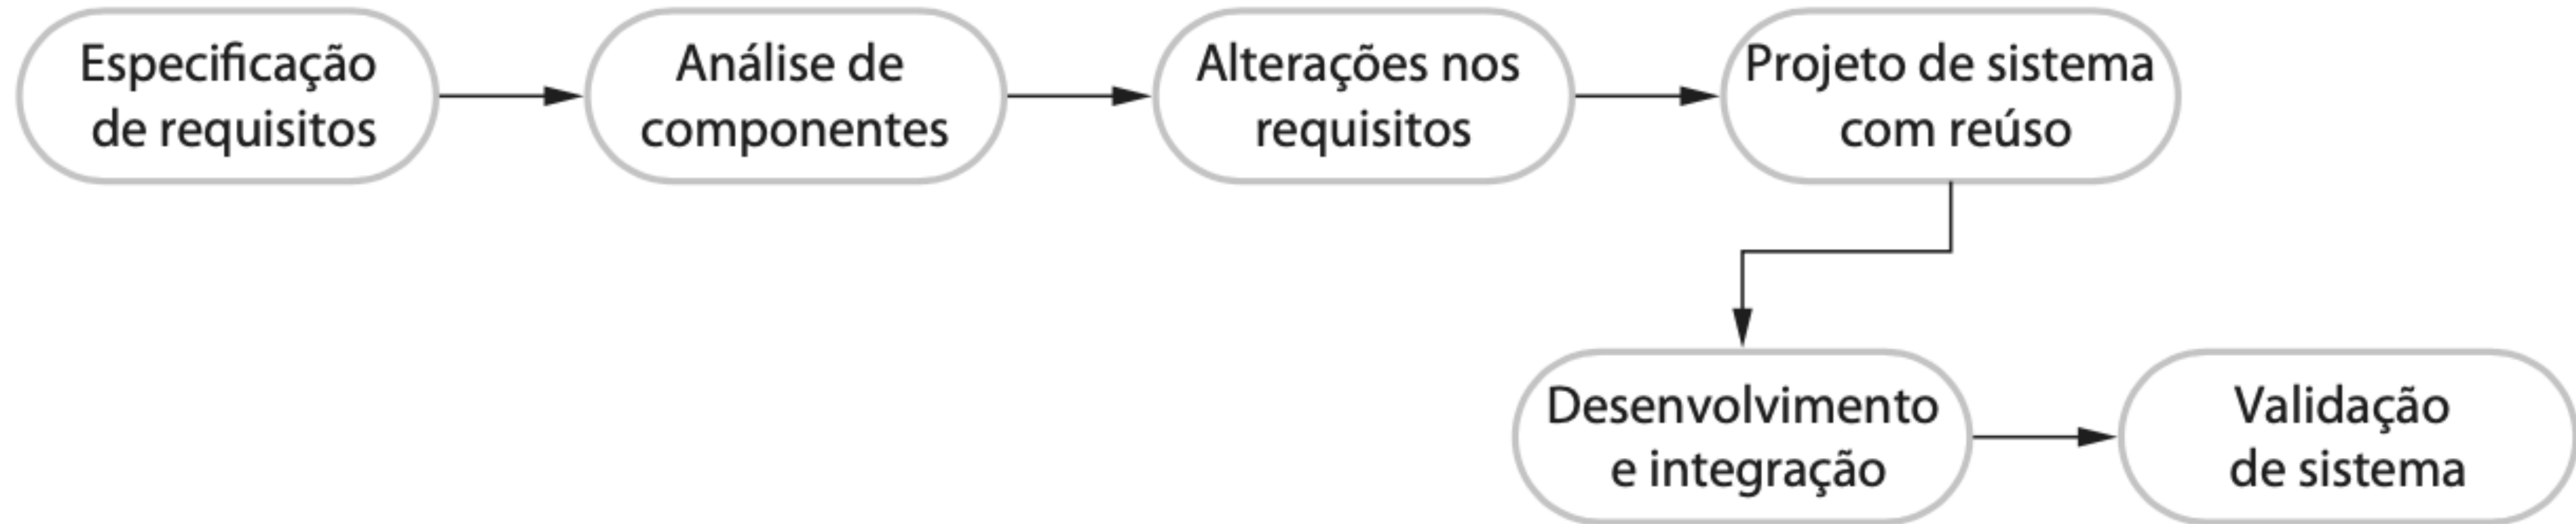 Especificação
de requisitos
Análise de
componentes
Alterações nos
requisitos
Projeto de sistema
com reúso
Desenvolvimento
e integração
Validação
de sistema